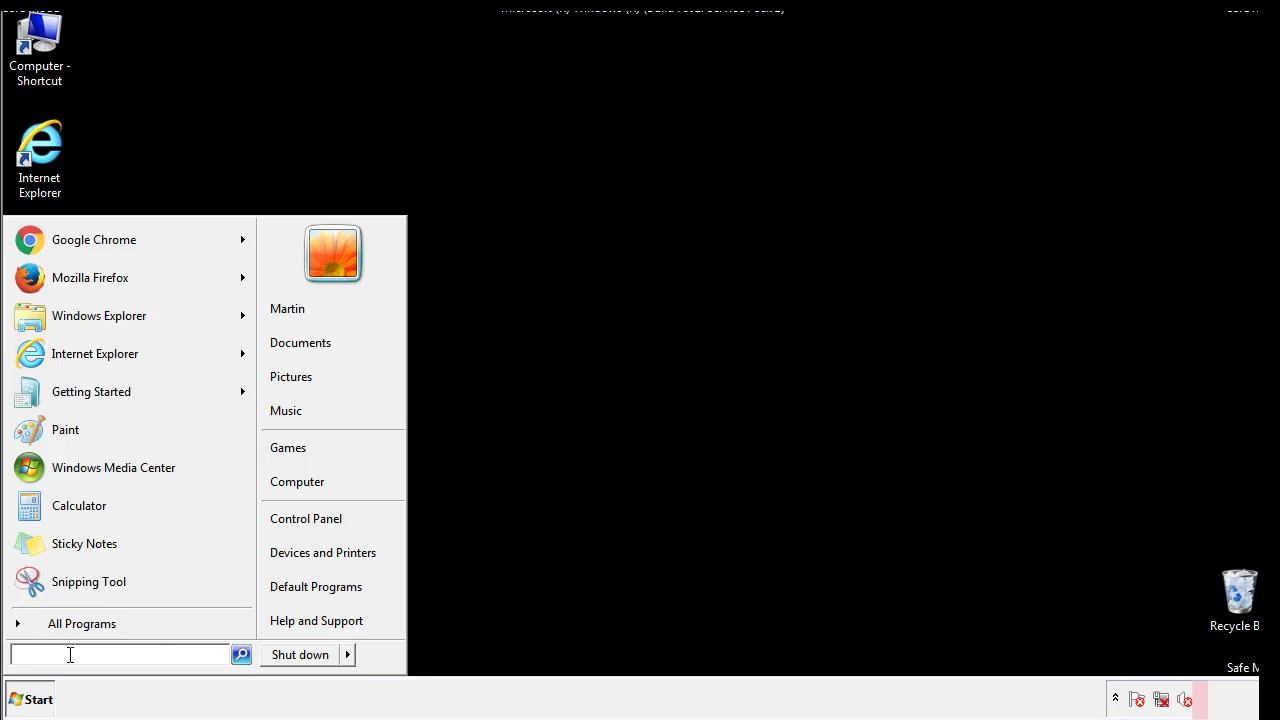 Computer -
Shortcut
Internet
Explorer
Google Chrome
Mozilla Firefox
Windows Explorer
Internet Explorer
Getting Started
Paint
Windows Media Center
Calculator
Sticky Notes
Snipping Tool
All Programs
Martin
Documents
Pictures
Music
Games
Computer
Control Panel
Devices and Printers
Default Programs
Help and Support
Shut down
Recycle B
Safe M
Start